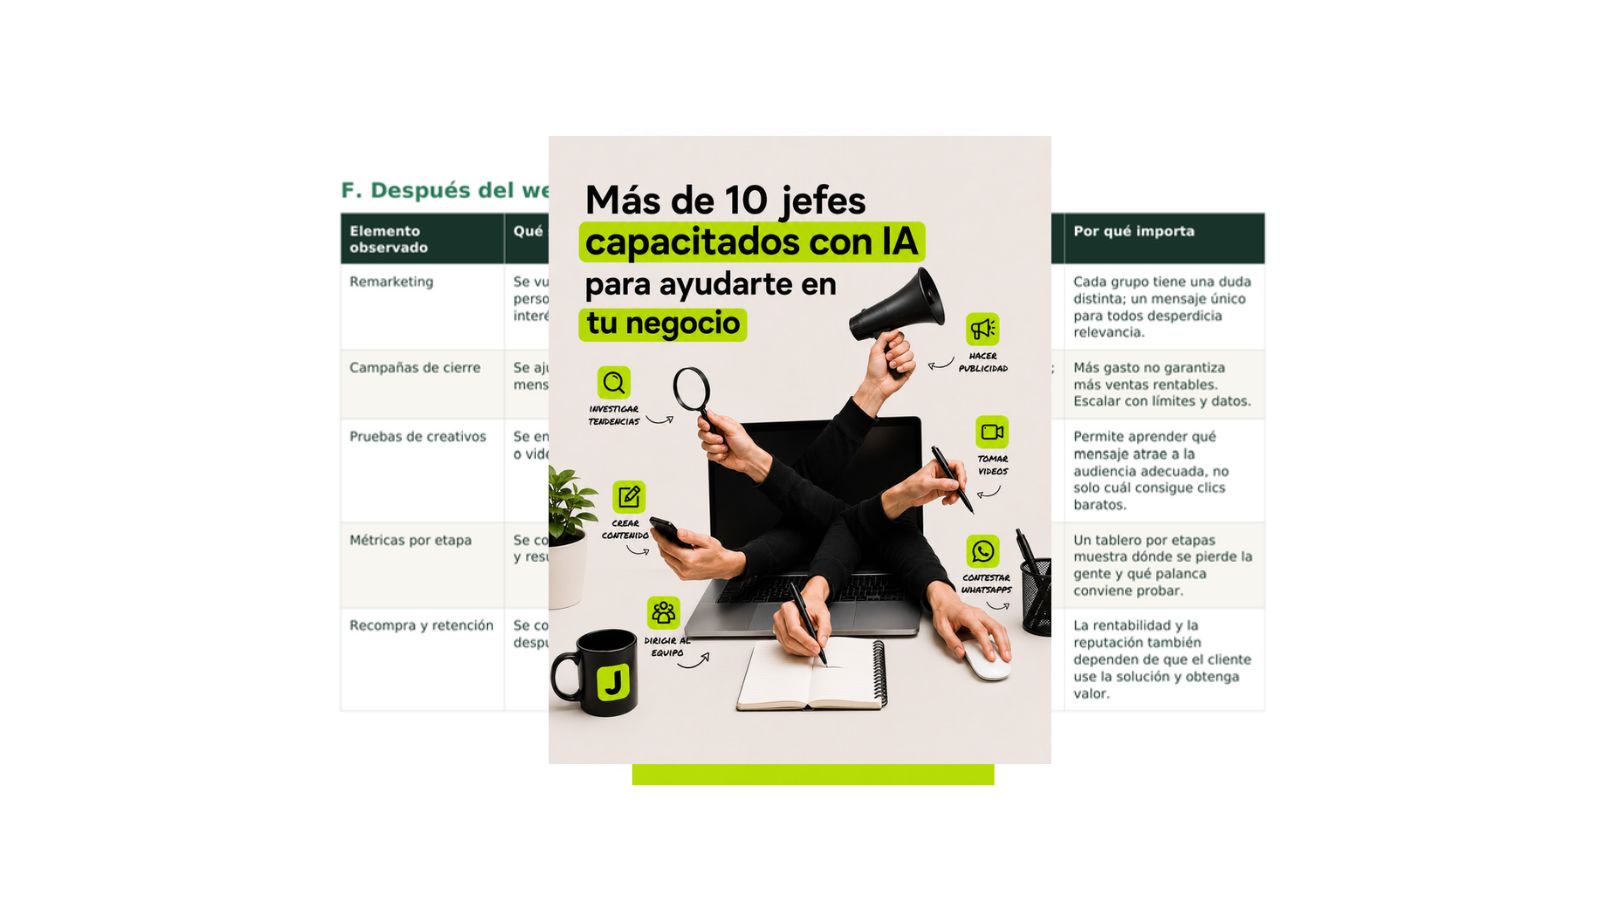 F. Después del we
Elemento
observado
Qué
Por qué importa
Remarketing
Se vu
perso
interé
Cada grupo tiene una duda
distinta; un mensaje único
para todos desperdicia
relevancia.
Campañas de cierre
Se aju
mens
;
Más gasto no garantiza
más ventas rentables.
Escalar con límites y datos.
Pruebas de creativos
Se en
o vide
Permite aprender qué
mensaje atrae a la
audiencia adecuada, no
solo cuál consigue clics
baratos.
Métricas por etapa
Se co
y resu
Un tablero por etapas
muestra dónde se pierde la
gente y qué palanca
conviene probar.
Recompra y retención
Se co
despu
La rentabilidad y la
reputación también
dependen de que el cliente
use la solución y obtenga
valor.
Más de 10 jefes
capacitados con IA
para ayudarte en
tu negocio
HACER
PUBLICIDAD
INVESTIGAR
TENDENCIAS
TOMAR
VIDEOS
CREAR
CONTENIDO
CONTESTAR
WHATSAPPS
DIRIGIR AL
EQUIPO
J